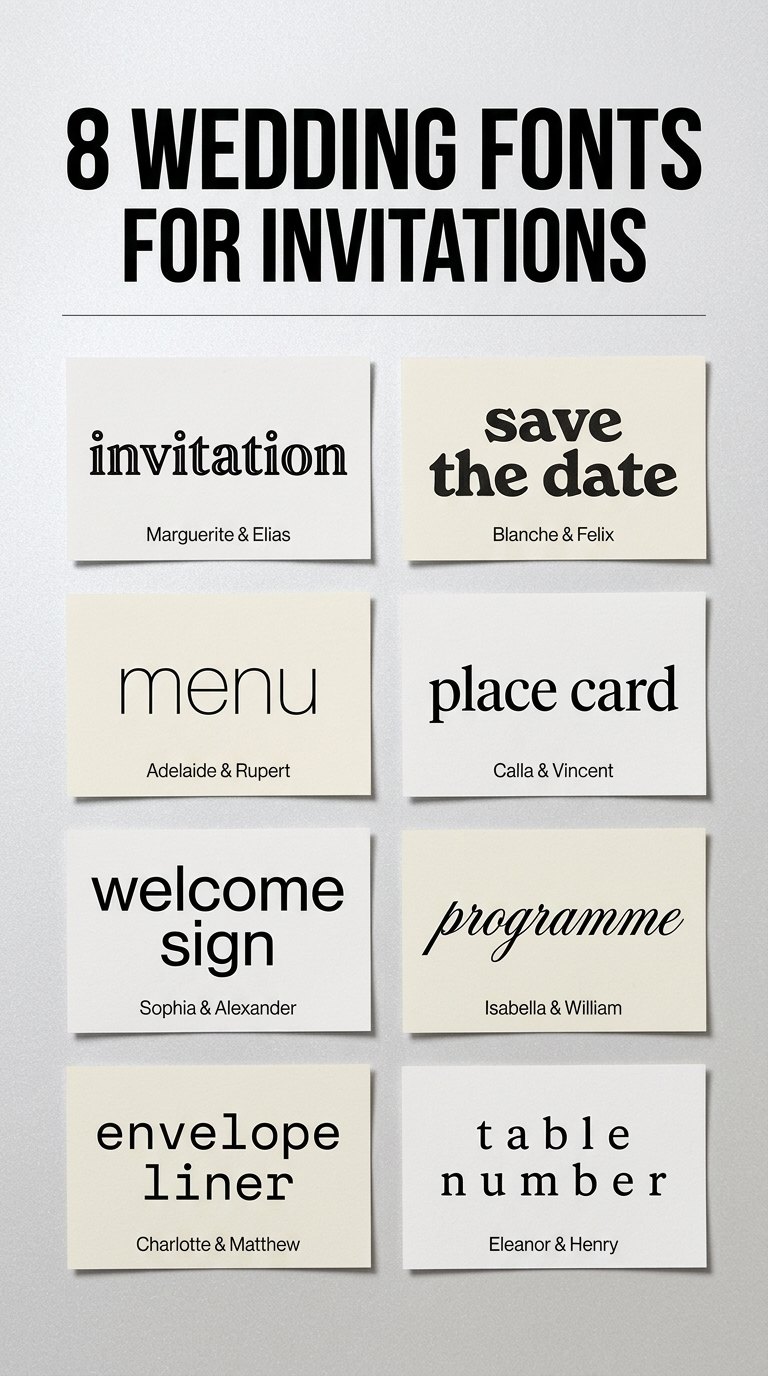 8 WEDDING FONTS
FOR INVITATIONS
invitation
Marguerite & Elias
save
the date
Blanche & Felix
menu
Adelaide & Rupert
place card
Calla & Vincent
welcome
sign
Sophia & Alexander
programme
Isabella & William
envelope
liner
Charlotte & Matthew
table
number
Eleanor & Henry